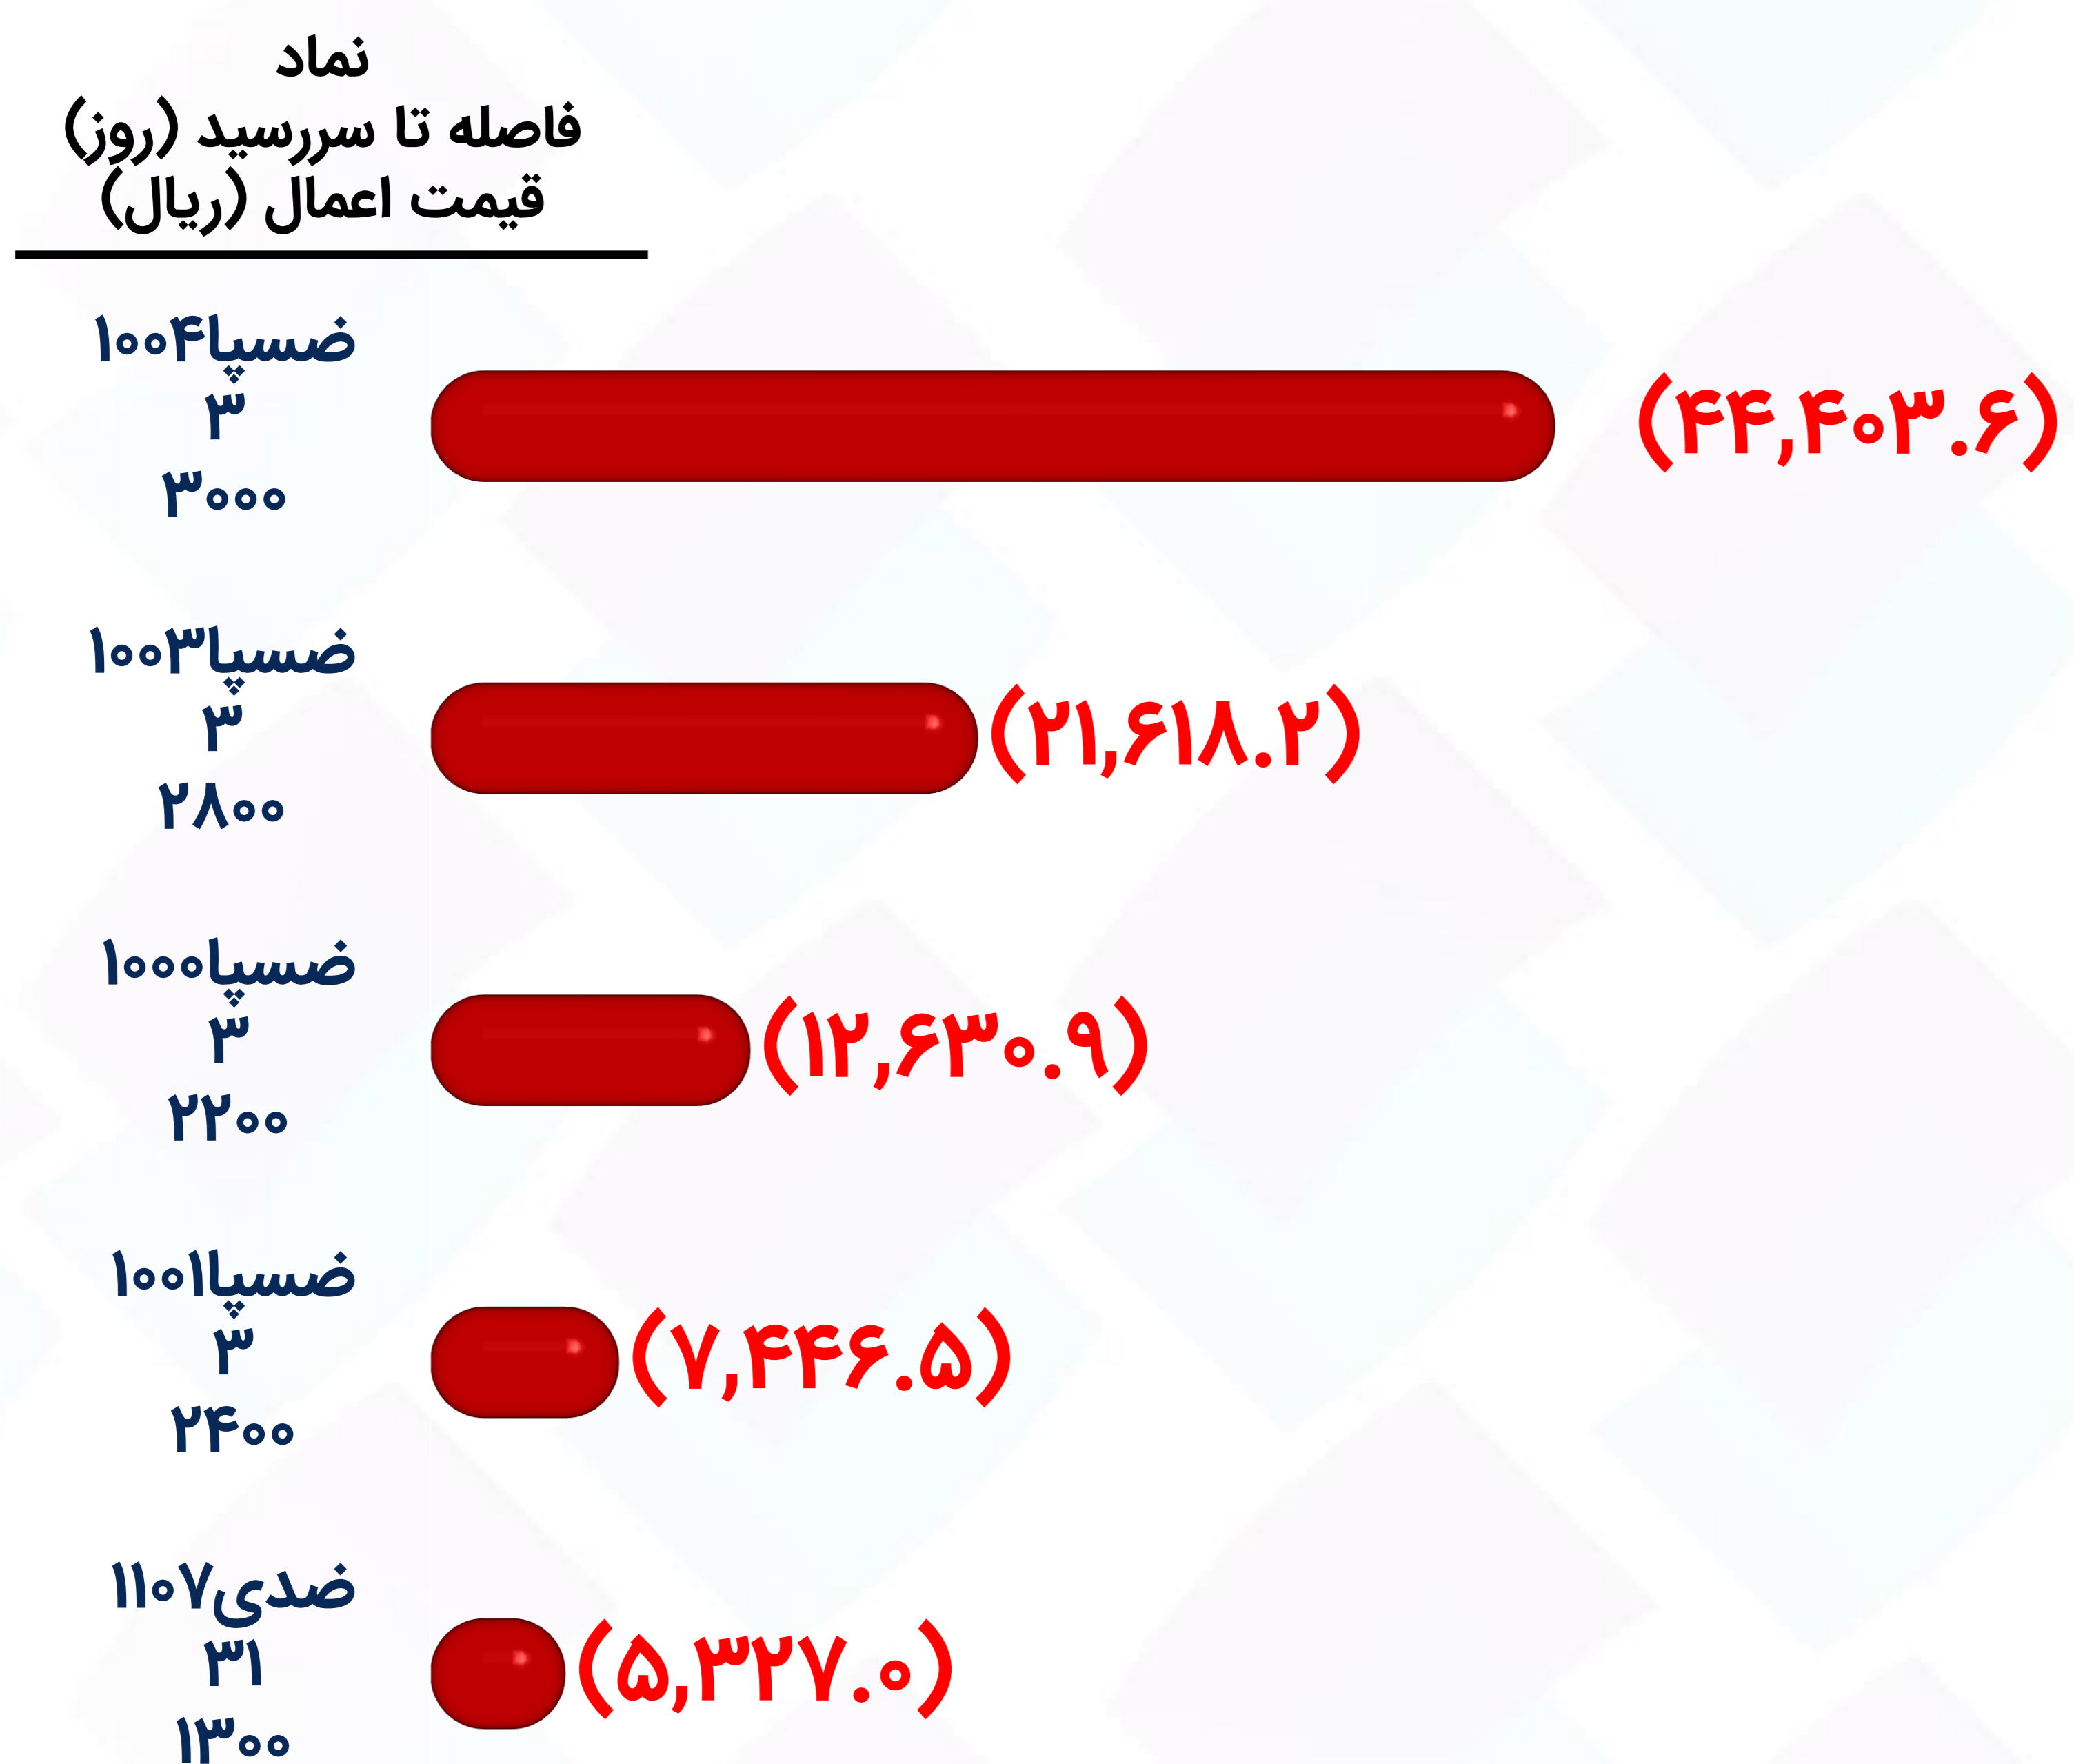 نماد
فاصله تا سررسید (روز)
قیمت اعمال (ریال)
ضسپا۱۰۰۴
۳
۳۰۰۰
(۴۴,۴۰۳.۶)
ضسپا۱۰۰۳
۳
۲۸۰۰
(۲۱,۶۱۸.۲)
ضسپا۱۰۰۰
۳
۲۲۰۰
(۱۲,۶۳۰.۹)
ضسپا۱۰۰۱
۳
۲۴۰۰
(۷,۴۴۶.۵)
ضدی۱۱۰۷
۳۱
۱۳۰۰
(۵,۳۲۷.۰)